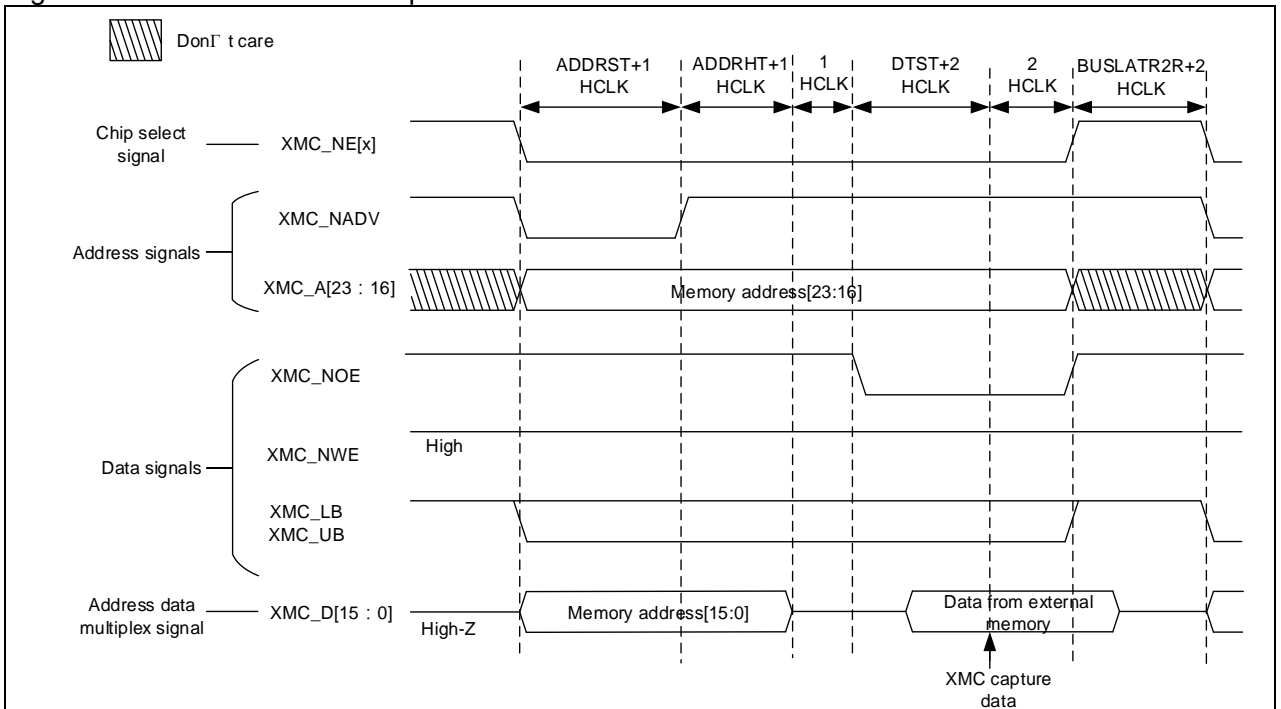 DonΓ t care
ADDRST+1 HCLK
ADDRHT+1 HCLK
1 HCLK
DTST+2 HCLK
2 HCLK
BUSLATR2R+2 HCLK
Chip select signal
XMC_NE[x]
Address signals
XMC_NADV
XMC_A[23 : 16]
Memory address[23:16]
Data signals
XMC_NOE
XMC_NWE
High
XMC_LB
XMC_UB
Address data multiplex signal
XMC_D[15 : 0]
High-Z
Memory address[15:0]
Data from external memory
XMC capture data